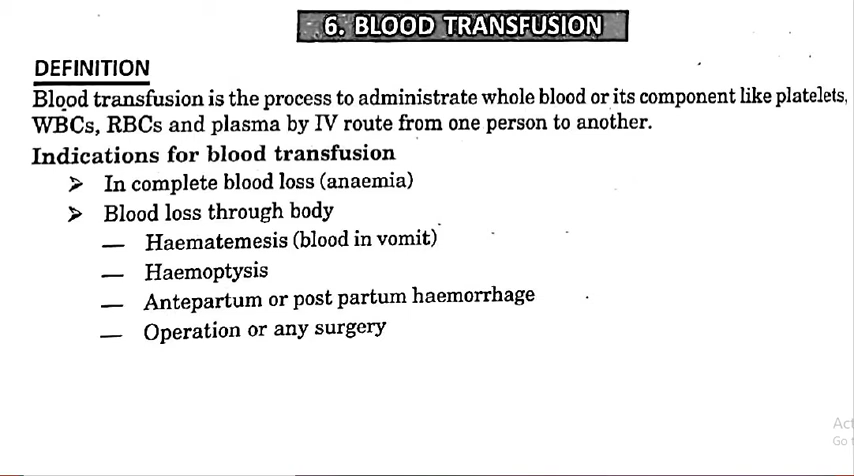 6. BLOOD TRANSFUSION
DEFINITION
Blood transfusion is the process to administrate whole blood or its component like platelets,
WBCs, RBCs and plasma by IV route from one person to another.
Indications for blood transfusion
➢ In complete blood loss (anaemia)
➢ Blood loss through body
— Haematemesis (blood in vomit)
— Haemoptysis
— Antepartum or post partum haemorrhage
— Operation or any surgery
Act
Go t